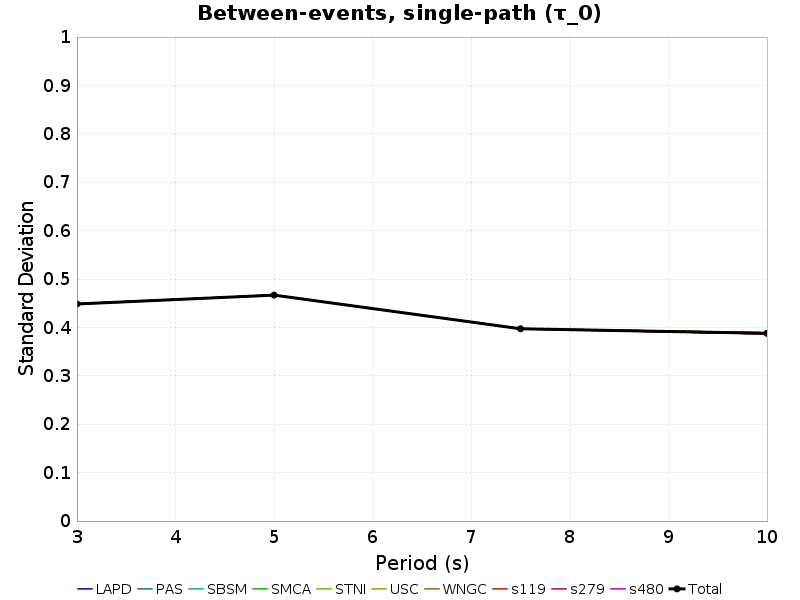 Between-events, single-path (τ_0)
1
0.9
0.8
0.7
0.6
0.5
0.4
0.3
0.2
0.1
0
Standard Deviation
3 4 5 6 7 8 9 10
Period (s)
LAPD PAS SBSM SMCA STNI USC WNGC s119 s279 s480 Total